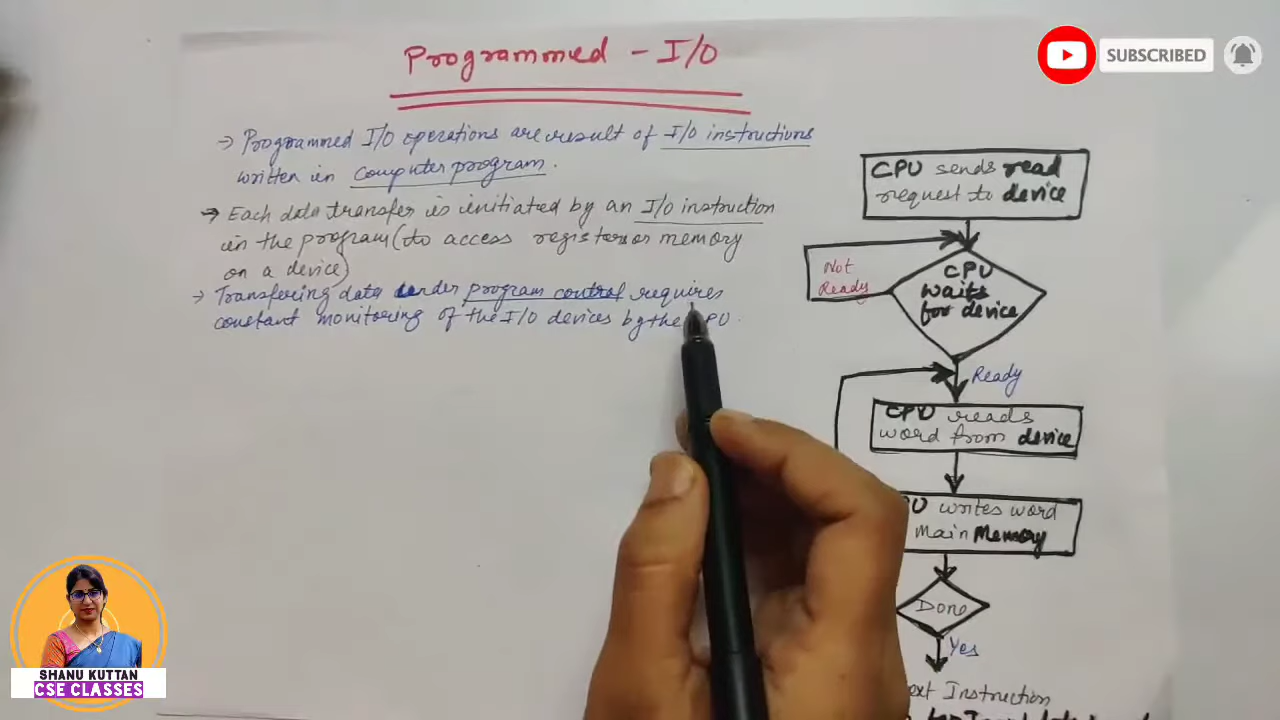 Programmed - I/O
SUBSCRIBED
→ Programmed I/O operations are result of I/O instructions
written in computer program.
→ Each data transfer is initiated by an I/O instruction
in the program (to access registers or memory
on a device)
→ Transfering data under program control requires
constant monitoring of the I/O devices by the CPU.
CPU sends read
request to device
Not
Ready
CPU
waits
for device
Ready
CPU reads
word from device
PU writes word
Main Memory
Done
Yes
ext Instruction
SHANU KUTTAN
CSE CLASSES